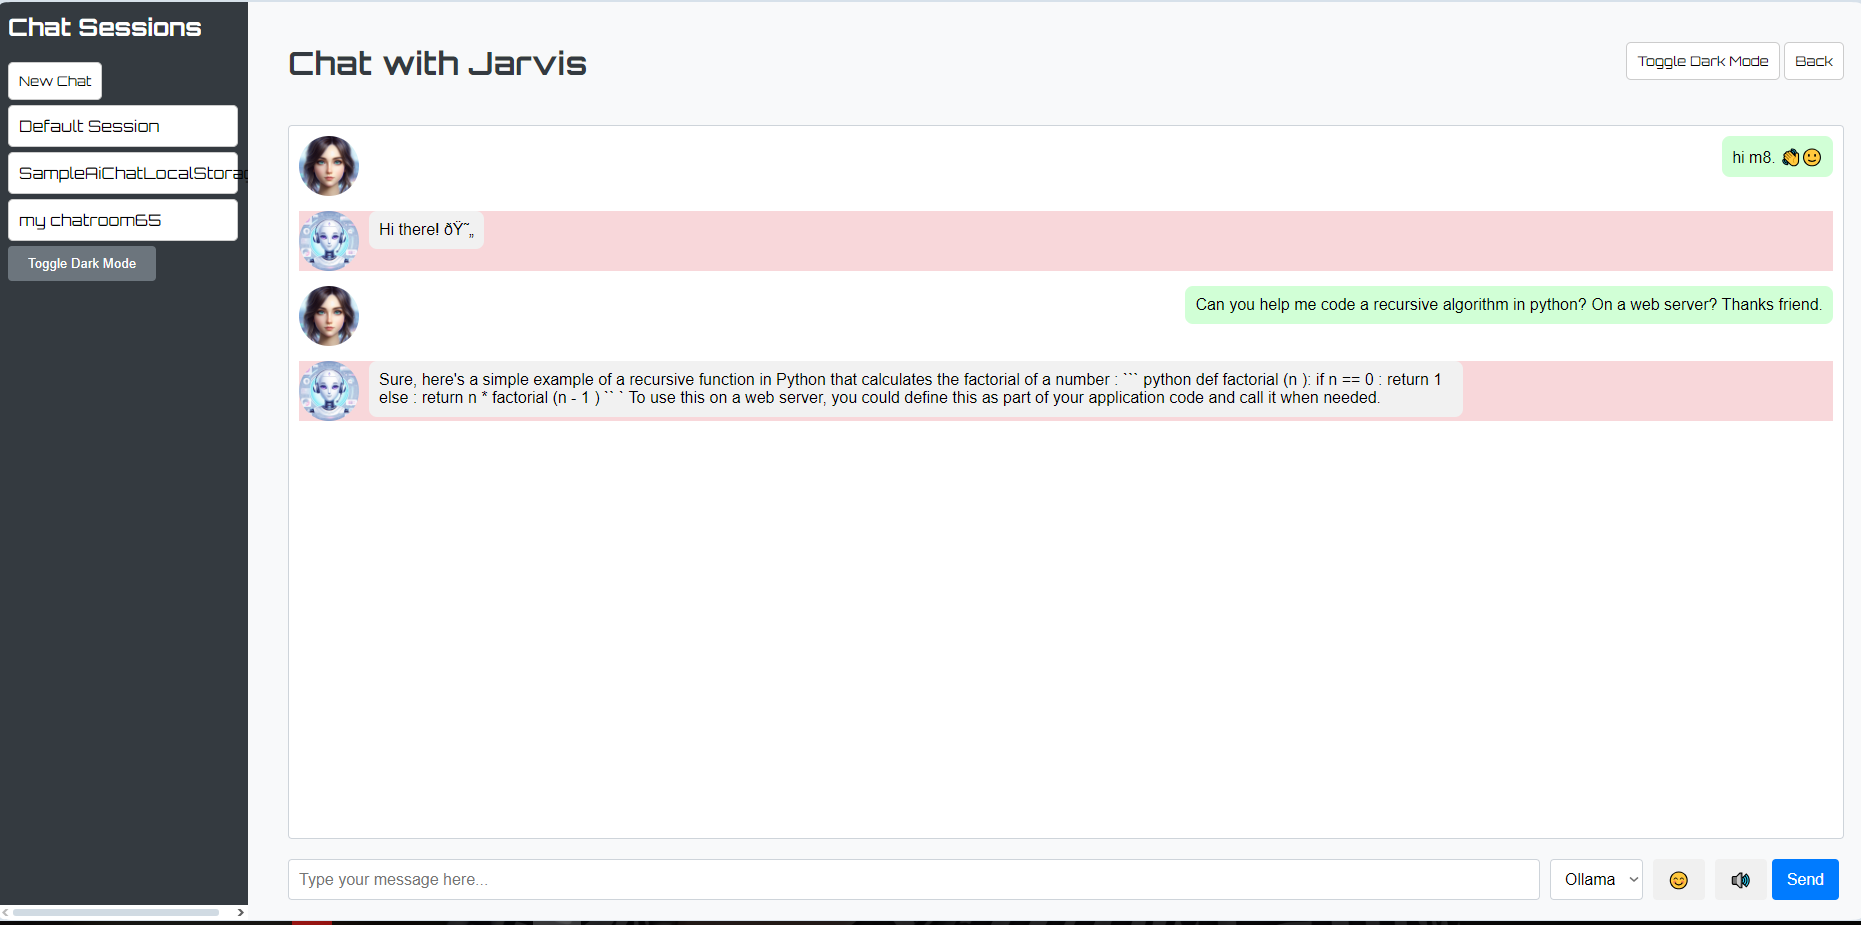 Chat Sessions
New Chat
Default Session
SampleAiChatLocalStorag
my chatroom65
Toggle Dark Mode
Chat with Jarvis
Toggle Dark Mode
Back
hi m8. 👏🙂
Hi there! ðŸ˜„
Can you help me code a recursive algorithm in python? On a web server? Thanks friend.
Sure, here's a simple example of a recursive function in Python that calculates the factorial of a number : ``` python def factorial (n ): if n == 0 : return 1
else : return n * factorial (n - 1 ) `` ` To use this on a web server, you could define this as part of your application code and call it when needed.
Type your message here...
Ollama
Send